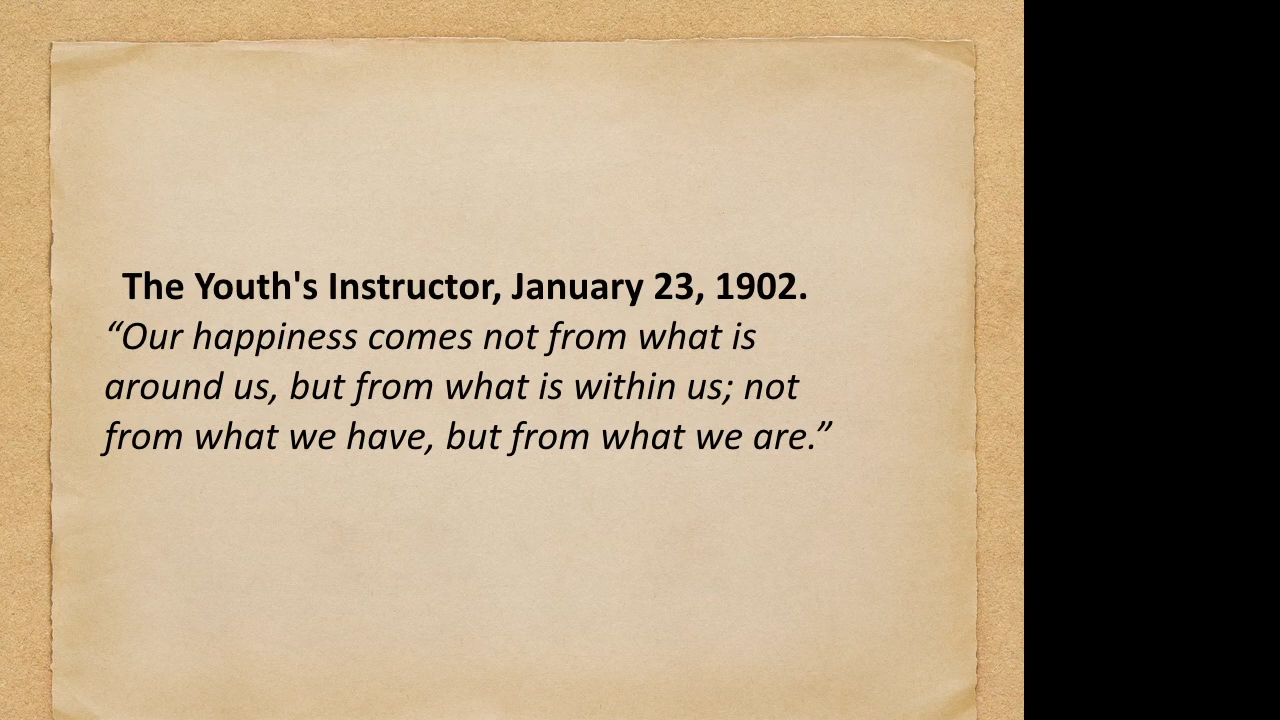 The Youth's Instructor, January 23, 1902.
“Our happiness comes not from what is
around us, but from what is within us; not
from what we have, but from what we are.”